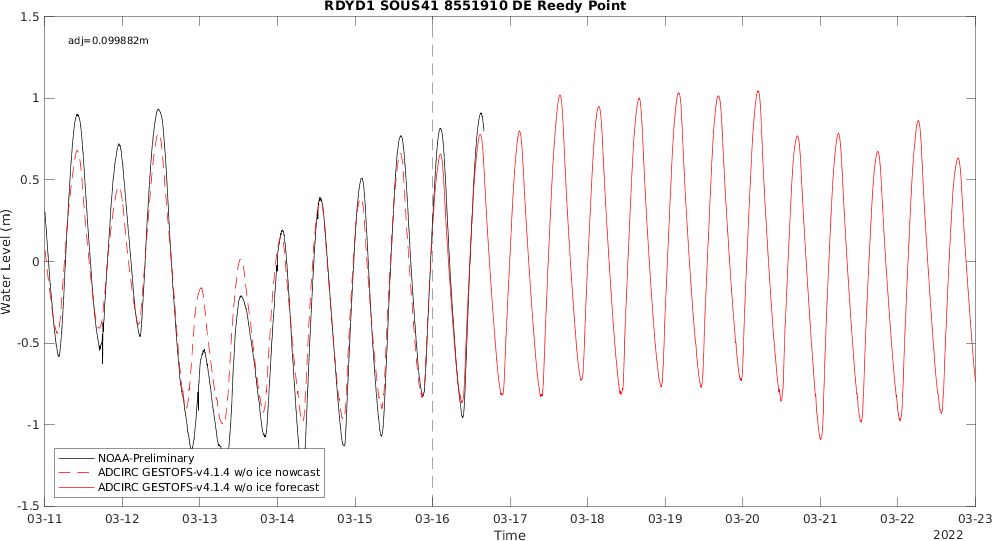 RDYD1 SOUS41 8551910 DE Reedy Point
adj=0.099882m
Water Level (m)
1.5
1
0.5
0
-0.5
-1
-1.5
NOAA-Preliminary
ADCIRC GESTOFS-v4.1.4 w/o ice nowcast
ADCIRC GESTOFS-v4.1.4 w/o ice forecast
03-11 03-12 03-13 03-14 03-15 03-16 03-17 03-18 03-19 03-20 03-21 03-22 03-23
Time
2022